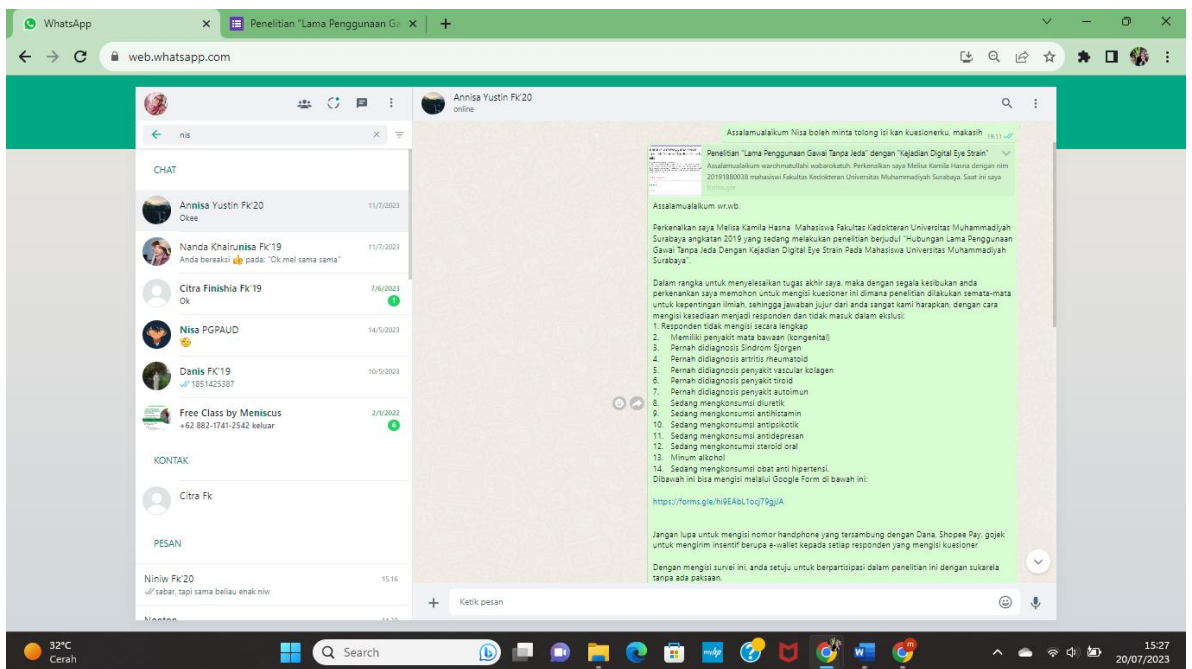 WhatsApp
Penelitian "Lama Penggunaan Ga
web.whatsapp.com
nis
CHAT
Annisa Yustin Fk'20
11/7/2023
Okee
Nanda Khairunisa Fk'19
11/7/2023
Anda bereaksi 👍 pada: "Ok mel sama sama"
Citra Finishia Fk'19
7/6/2023
Ok
1
Nisa PGPAUD
14/5/2023
Danis FK'19
10/5/2023
1851425387
Free Class by Meniscus
2/1/2022
+62 882-1741-2542 keluar
6
KONTAK
Citra Fk
PESAN
Niniw Fk'20
15.16
sabar, tapi sama beliau enak niw
Annisa Yustin Fk'20
online
Assalamualaikum Nisa boleh minta tolong isi kan kuesionerku, makasih
19.11
Penelitian "Lama Penggunaan Gawai Tanpa Jeda" dengan "Kejadian Digital Eye Strain"
Assalamualaikum warohmatullahi wabarokatuh. Perkenalkan saya Melisa Kamila Hasna dengan nim
20191880038 mahasiswi Fakultas Kedokteran Universitas Muhammadiyah Surabaya. Saat ini saya
Assalamualaikum wr.wb.
Perkenalkan saya Melisa Kamila Hasna Mahasiswa Fakultas Kadokteran Universitas Muhammadiyah
Surabaya angkatan 2019 yang sedang melakukan penelitian berjudul "Hubungan Lama Penggunaan
Gawai Tanpa Jeda Dengan Kejadian Digital Eye Strain Pada Mahasiswa Universitas Muhammadiyah
Surabaya".
Dalam rangka untuk menyelesaikan tugas akhir saya, maka dengan segala kesibukan anda
perkenankan saya memohon untuk mengisi kuesioner ini dimana penelitian dilakukan semata-mata
untuk kepentingan ilmiah, sehingga jawaban jujur dari anda sangat kami harapkan, dengan cara
mengisi kesediaan menjadi responden dan tidak masuk dalam ekslusi:
1. Responden tidak mengisi secara lengkap
2. Memiliki penyakit mata bawaan (kongenital)
3. Pernah didiagnosis Sindrom Sjorgen
4. Pernah didiagnosis artritis rheumatoid
5. Pernah didiagnosis penyakit vascular kolagen
6. Pernah didiagnosis penyakit tiroid
7. Pernah didiagnosis penyakit autoimun
8. Sedang mengkonsumsi diuretik
9. Sedang mengkonsumsi antihistamin
10. Sedang mengkonsumsi antipsikotik
11. Sedang mengkonsumsi antidepresan
12. Sedang mengkonsumsi steroid oral
13. Minum alkohol
14. Sedang mengkonsumsi obat anti hipertensi.
Dibawah ini bisa mengisi melalui Google Form di bawah ini:
https://forms.gle/hi9EAbL1ocj79gjJA
Jangan lupa untuk mengisi nomor handphone yang tersambung dengan Dana, Shopee Pay, gojek
untuk mengirim insentif berupa e-wallet kepada setiap responden yang mengisi kuesioner
Dengan mengisi survei ini, anda setuju untuk berpartisipasi dalam penelitian ini dengan sukarela
tanpa ada paksaan.
Ketik pesan
32°C
Cerah
Search
15:27
20/07/2023